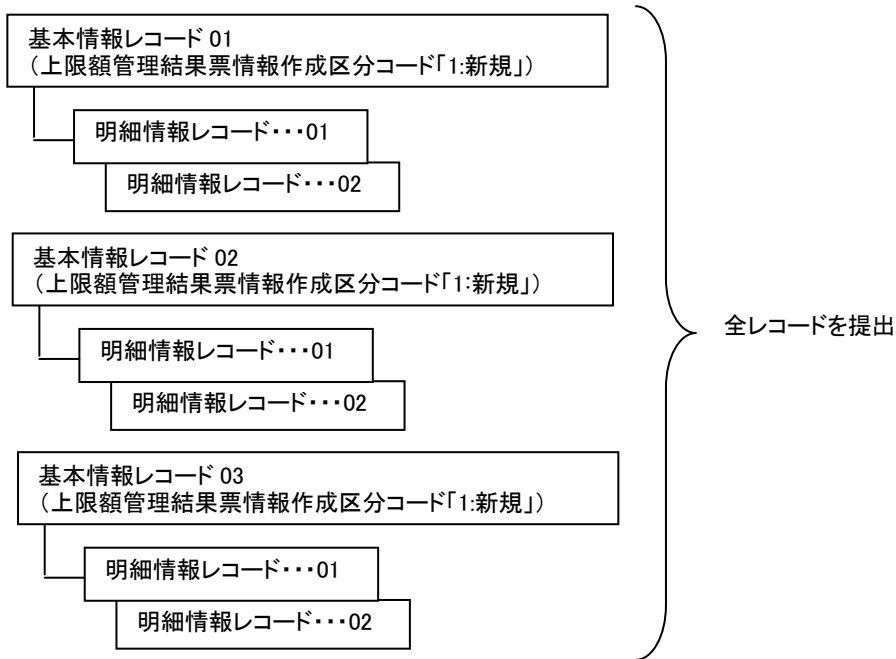 基本情報レコード 01
（上限額管理結果票情報作成区分コード「1:新規」）
明細情報レコード・・・01
明細情報レコード・・・02
基本情報レコード 02
（上限額管理結果票情報作成区分コード「1:新規」）
明細情報レコード・・・01
明細情報レコード・・・02
全レコードを提出
基本情報レコード 03
（上限額管理結果票情報作成区分コード「1:新規」）
明細情報レコード・・・01
明細情報レコード・・・02